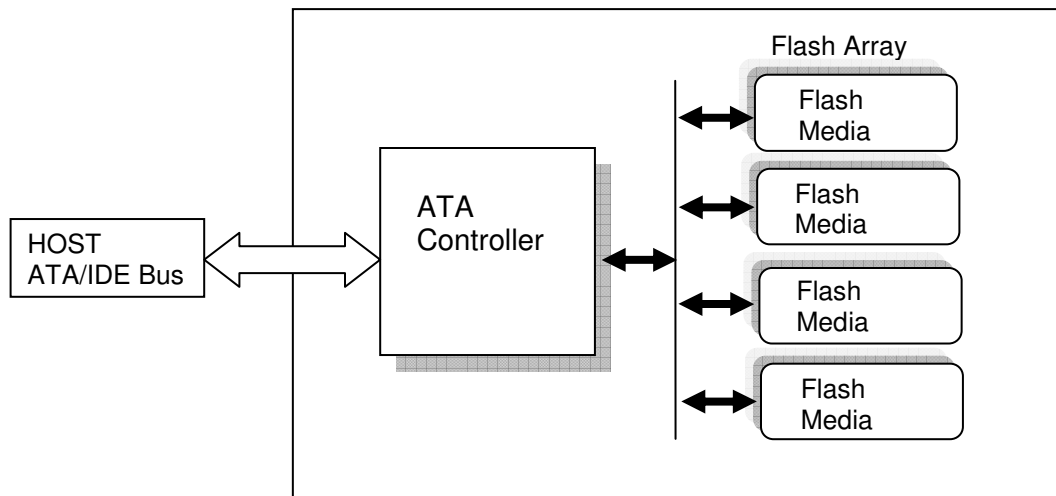 Flash Array
Flash
Media
Flash
Media
Flash
Media
Flash
Media
ATA
Controller
HOST
ATA/IDE Bus